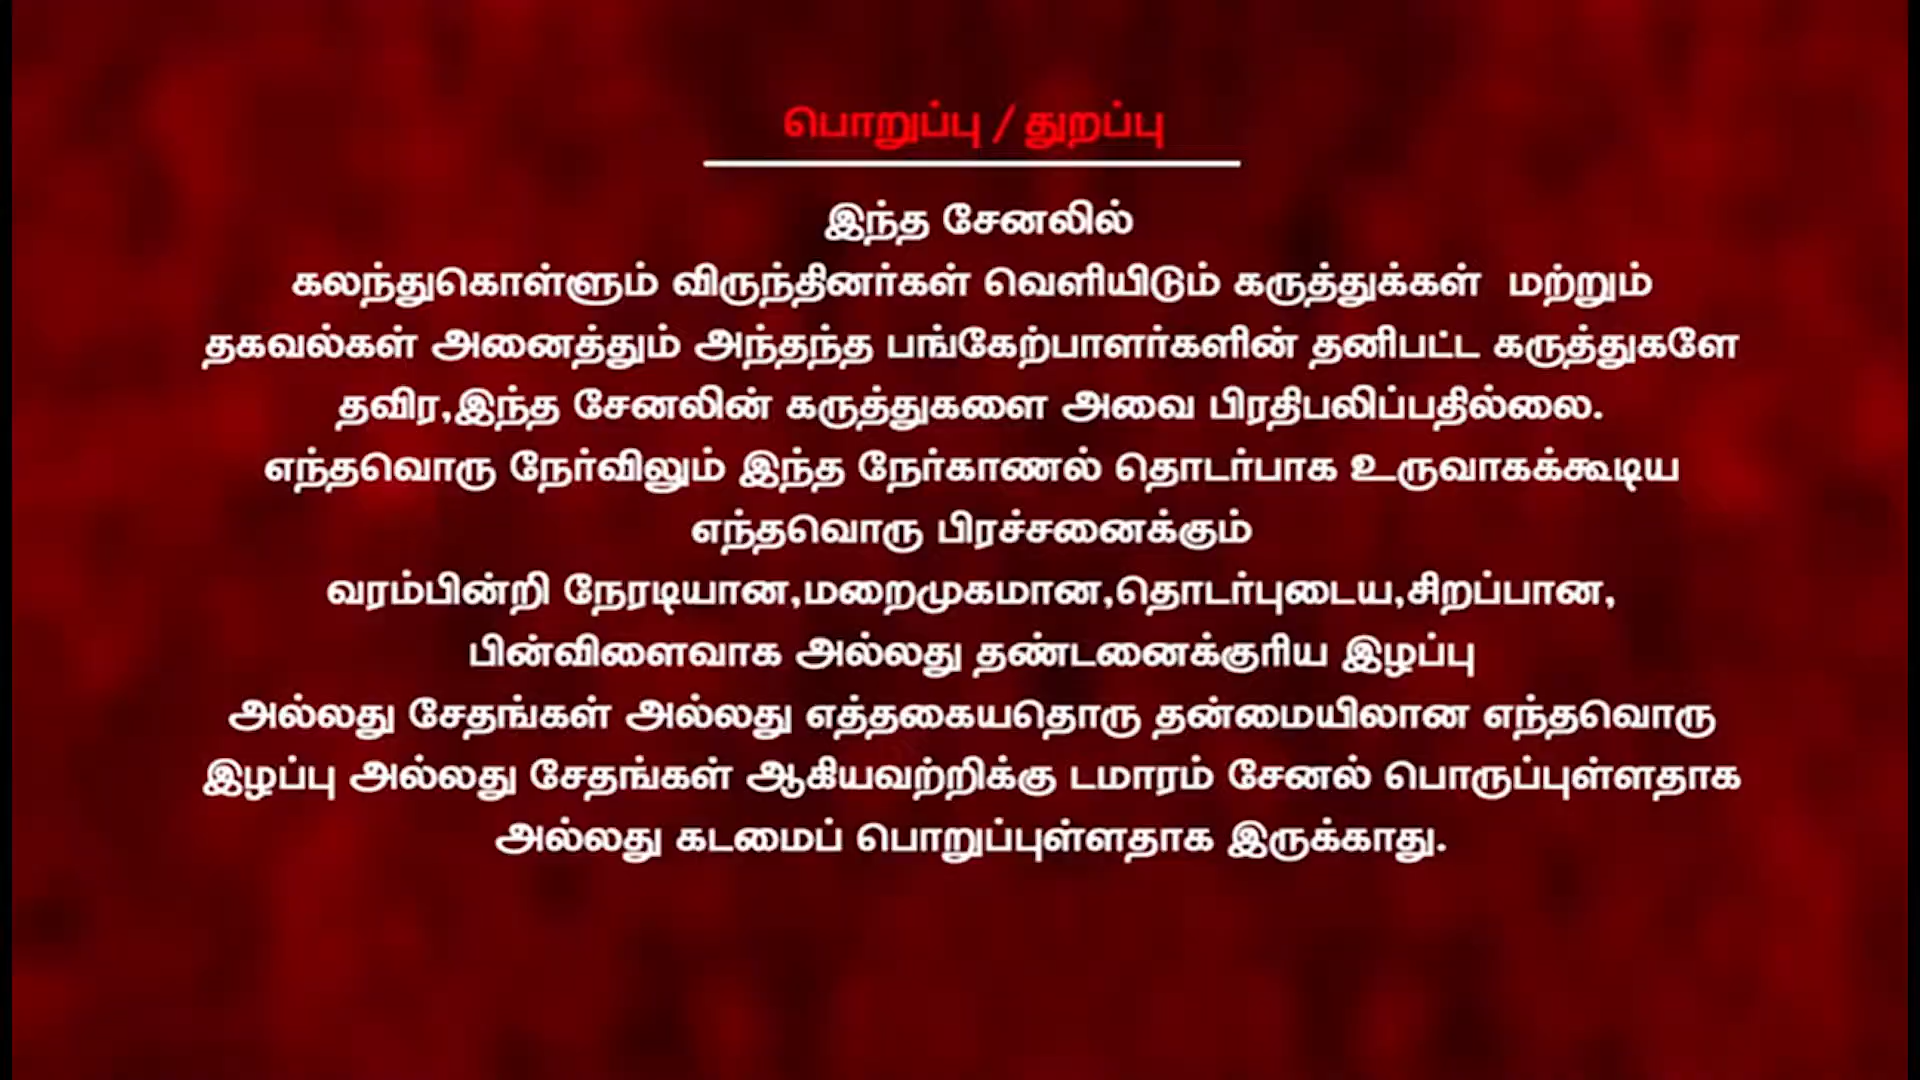 பொறுப்பு / துறப்பு
இந்த சேனலில்
கலந்துகொள்ளும் விருந்தினர்கள் வெளியிடும் கருத்துக்கள் மற்றும்
தகவல்கள் அனைத்தும் அந்தந்த பங்கேற்பாளர்களின் தனிபட்ட கருத்துகளே
தவிர,இந்த சேனலின் கருத்துகளை அவை பிரதிபலிப்பதில்லை.
எந்தவொரு நேர்விலும் இந்த நேர்காணல் தொடர்பாக உருவாகக்கூடிய
எந்தவொரு பிரச்சனைக்கும்
வரம்பின்றி நேரடியான,மறைமுகமான,தொடர்புடைய,சிறப்பான,
பின்விளைவாக அல்லது தண்டனைக்குரிய இழப்பு
அல்லது சேதங்கள் அல்லது எத்தகையதொரு தன்மையிலான எந்தவொரு
இழப்பு அல்லது சேதங்கள் ஆகியவற்றிக்கு டமாரம் சேனல் பொருப்புள்ளதாக
அல்லது கடமைப் பொறுப்புள்ளதாக இருக்காது.